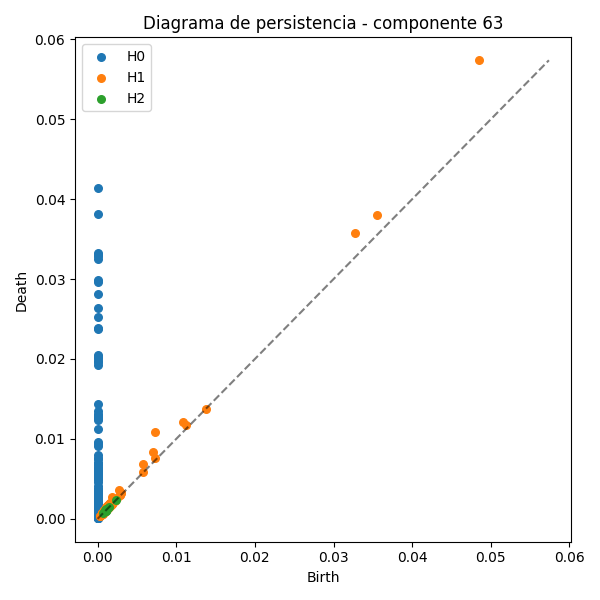 Diagrama de persistencia - componente 63
H0
H1
H2
0.06
0.05
0.04
0.03
0.02
0.01
0.00
Death
0.00 0.01 0.02 0.03 0.04 0.05 0.06
Birth